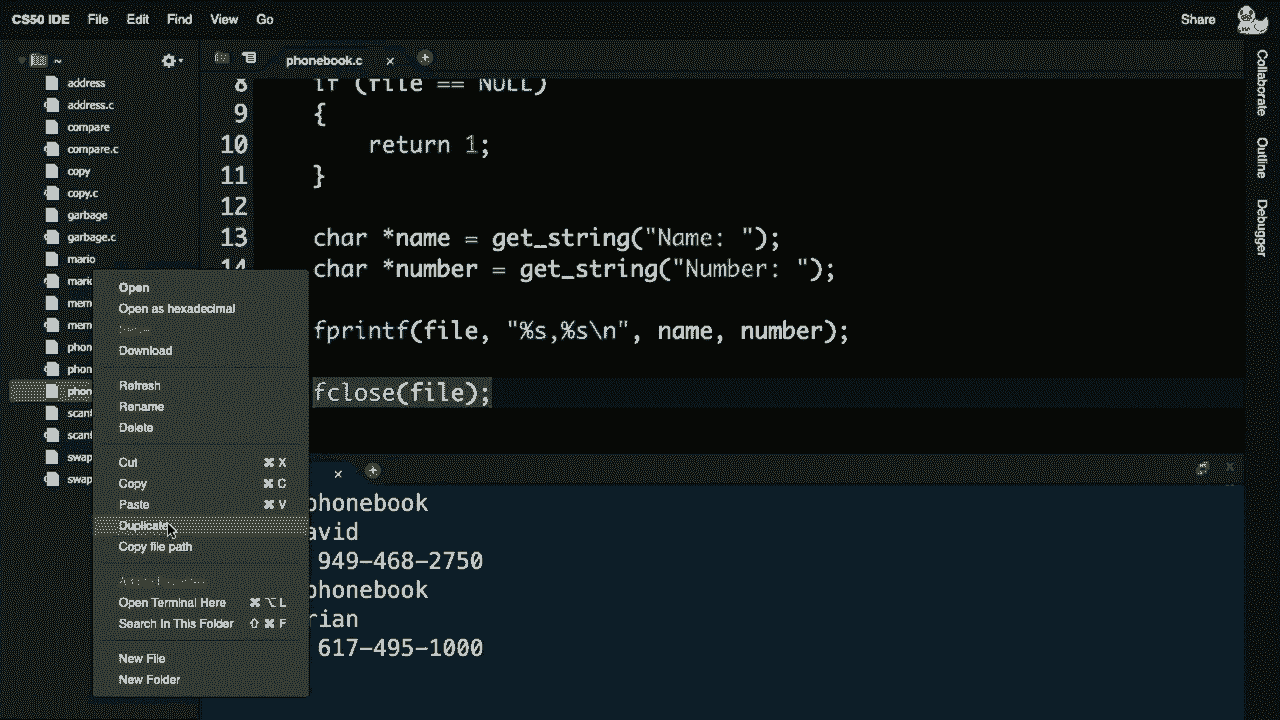 CS50 IDE File Edit Find View Go Share
~
address
address.c
compare
compare.c
copy
copy.c
garbage
garbage.c
mario
mem
mem
phon
phon
phon
scan
scan
swap
swap
phonebook.c
8 if (file == NULL)
9 {
10 return 1;
11 }
12
13 char *name = get_string("Name: ");
14 char *number = get_string("Number: ");
fprintf(file, "%s,%s\n", name, number);
fclose(file);
Open
Open as hexadecimal
Download
Refresh
Rename
Delete
Cut ⌘ X
Copy ⌘ C
Paste ⌘ V
Duplicate
Copy file path
Open Terminal Here ⌘ ⌥ L
Search In This Folder ⇧ ⌘ F
New File
New Folder
phonebook
avid
949-468-2750
phonebook
rian
617-495-1000
Collaborate
Outline
Debugger